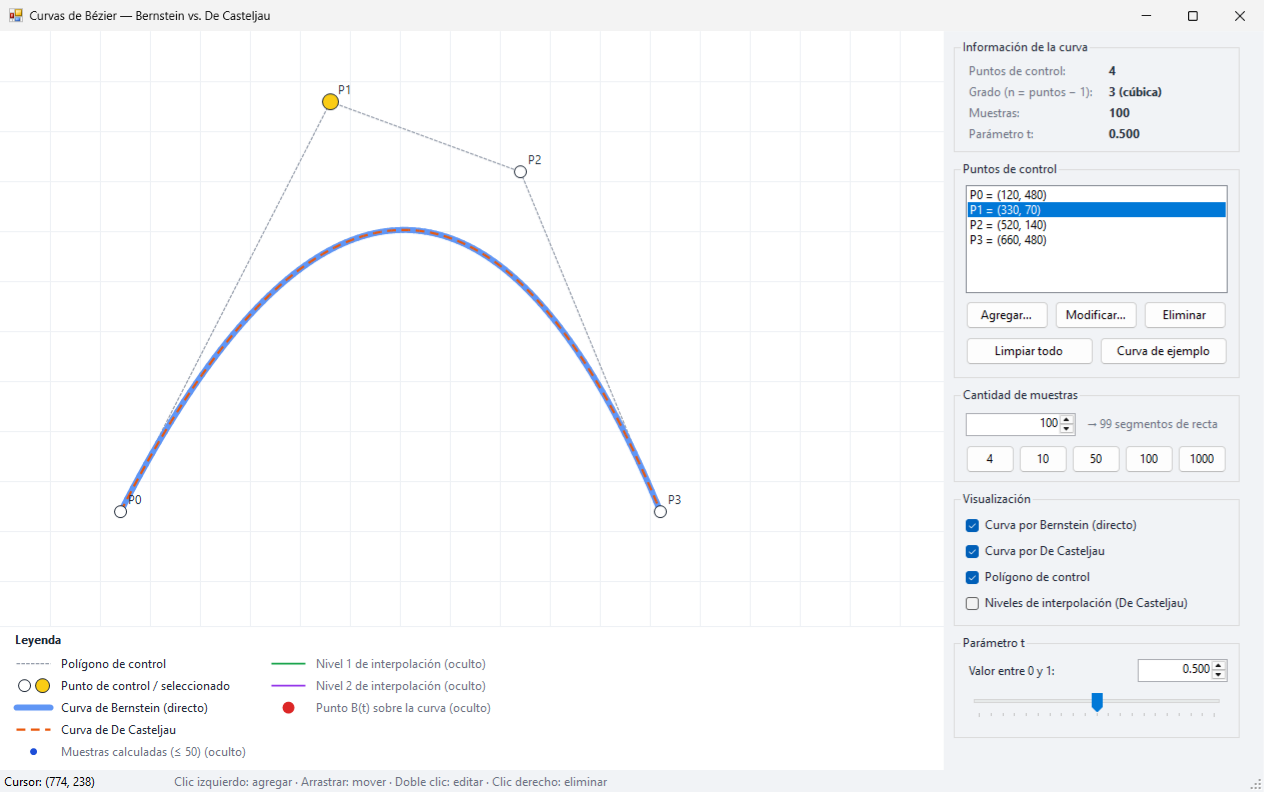 Curvas de Bézier — Bernstein vs. De Casteljau
P1
P2
P0
P3
Información de la curva
Puntos de control: 4
Grado (n = puntos − 1): 3 (cúbica)
Muestras: 100
Parámetro t: 0.500
Puntos de control
P0 = (120, 480)
P1 = (330, 70)
P2 = (520, 140)
P3 = (660, 480)
Agregar... Modificar... Eliminar
Limpiar todo Curva de ejemplo
Cantidad de muestras
100 → 99 segmentos de recta
4 10 50 100 1000
Visualización
Curva por Bernstein (directo)
Curva por De Casteljau
Polígono de control
Niveles de interpolación (De Casteljau)
Parámetro t
Valor entre 0 y 1: 0.500
Leyenda
Polígono de control
Punto de control / seleccionado
Curva de Bernstein (directo)
Curva de De Casteljau
Muestras calculadas (≤ 50) (oculto)
Nivel 1 de interpolación (oculto)
Nivel 2 de interpolación (oculto)
Punto B(t) sobre la curva (oculto)
Cursor: (774, 238) Clic izquierdo: agregar · Arrastrar: mover · Doble clic: editar · Clic derecho: eliminar